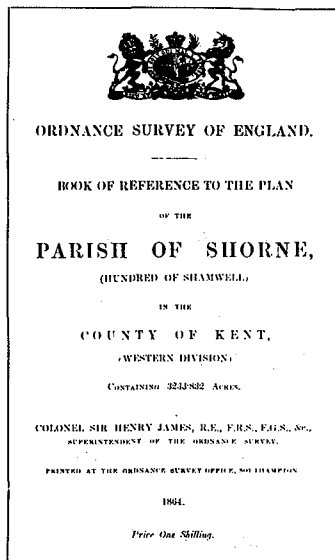 ORDNANCE SURVEY OF ENGLAND.
BOOK OF REFERENCE TO THE PLAN
OF THE
PARISH OF SHORNE,
(HUNDRED OF SHAMWELL)
IN THE
COUNTY OF KENT,
(WESTERN DIVISION)
CONTAINING 3233·832 ACRES.
COLONEL SIR HENRY JAMES, R.E., F.R.S., F.G.S., &c.,
SUPERINTENDENT OF THE ORDNANCE SURVEY.
PRINTED AT THE ORDNANCE SURVEY OFFICE, SOUTHAMPTON
1864.
Price One Shilling.